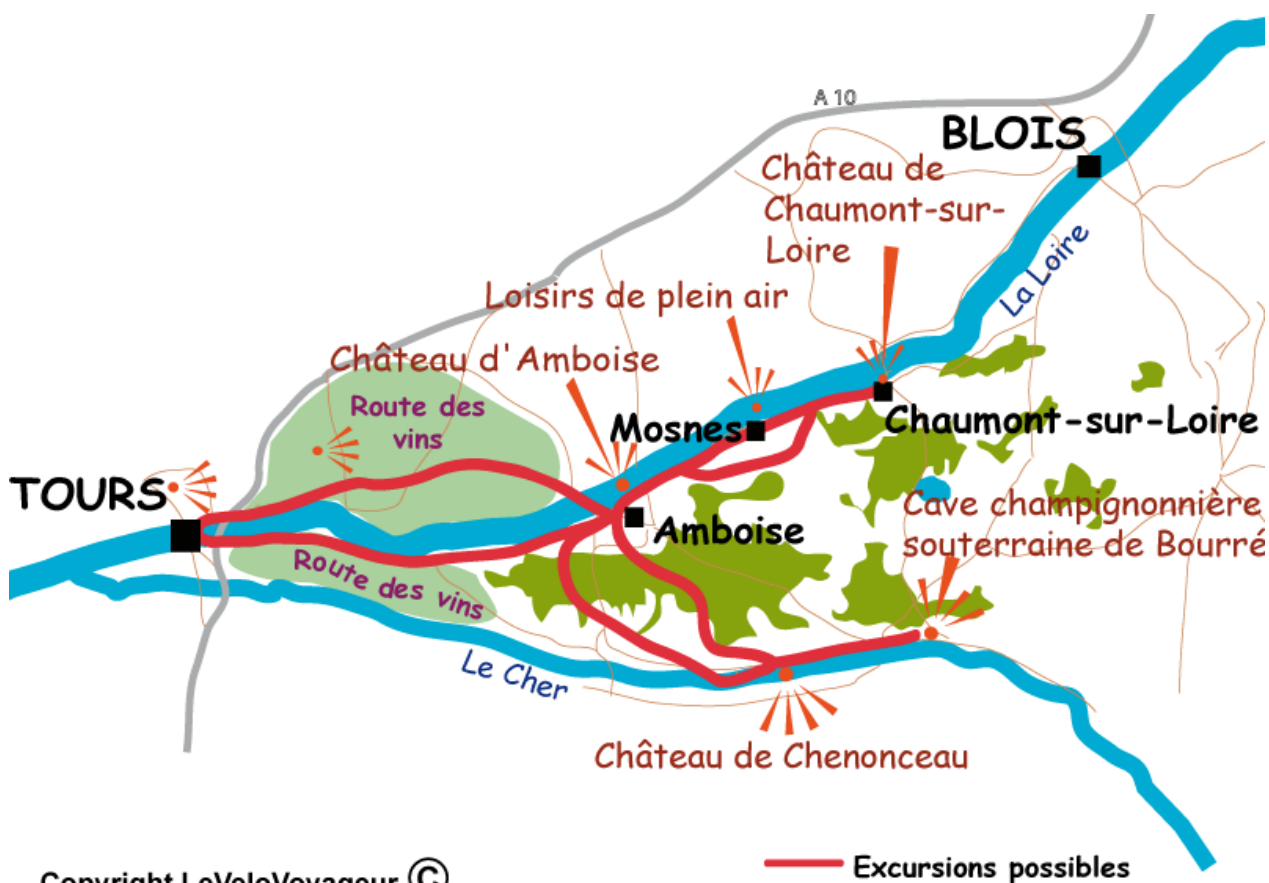 A 10
BLOIS
Château de
Chaumont-sur-
Loire
La Loire
Loisirs de plein air
Château d'Amboise
Route des
vins
Mosnes
Chaumont-sur-Loire
TOURS
Cave champignonnière
souterraine de Bourré
Amboise
Route des vins
Le Cher
Château de Chenonceau
Excursions possibles
Copyright LeVeloVoyageur ©